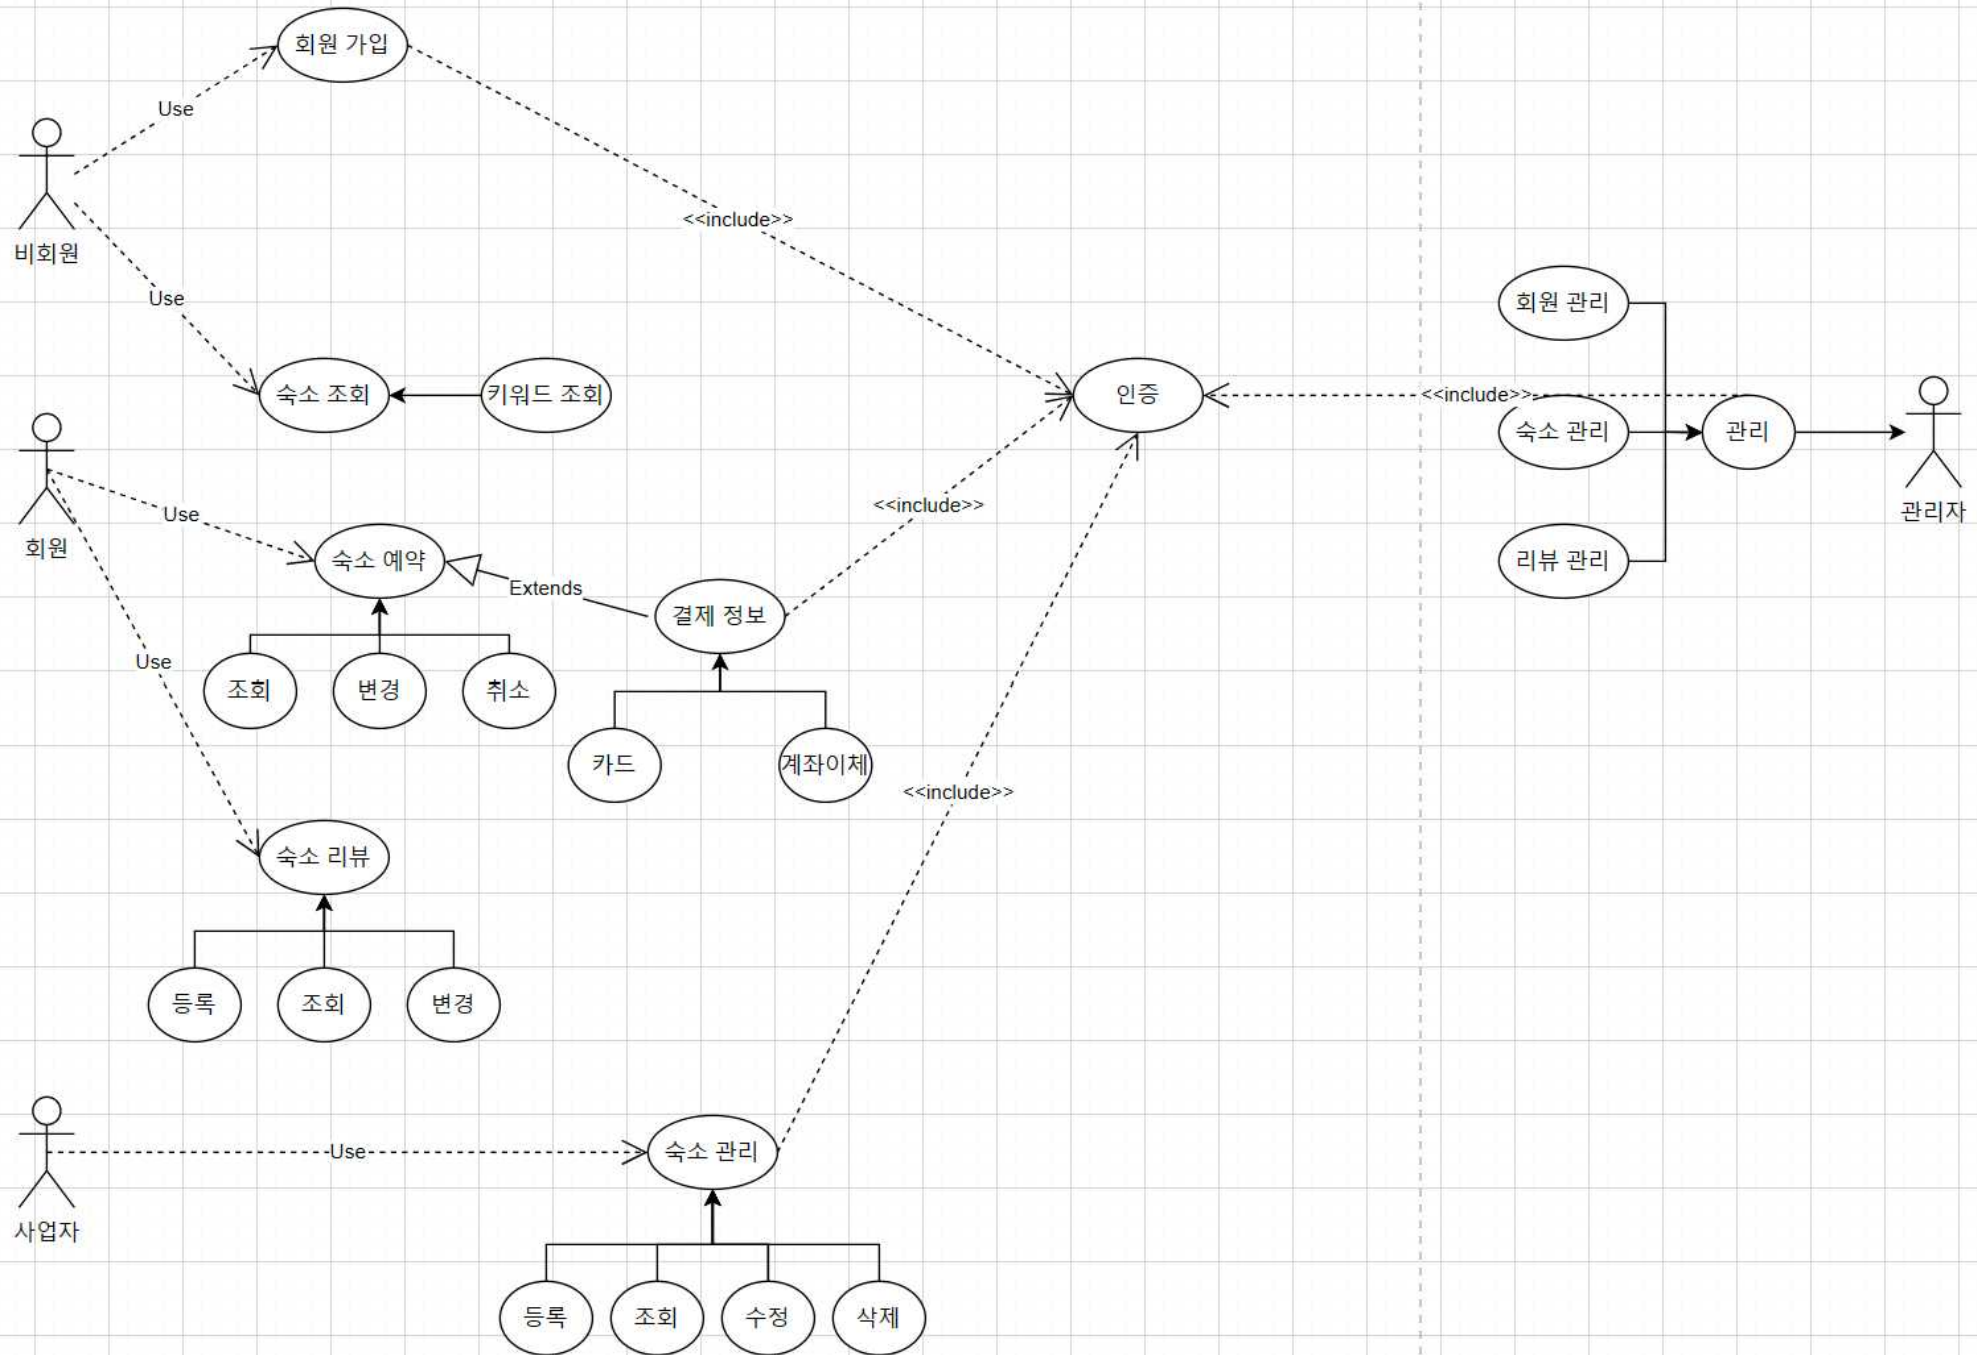 회원 가입
Use
<<include>>
비회원
Use
회원 관리
숙소 조회
키워드 조회
인증
<<include>>
숙소 관리
관리
관리자
<<include>>
Use
회원
숙소 예약
Extends
결제 정보
리뷰 관리
Use
조회
변경
취소
카드
계좌이체
<<include>>
숙소 리뷰
등록
조회
변경
Use
숙소 관리
사업자
등록
조회
수정
삭제